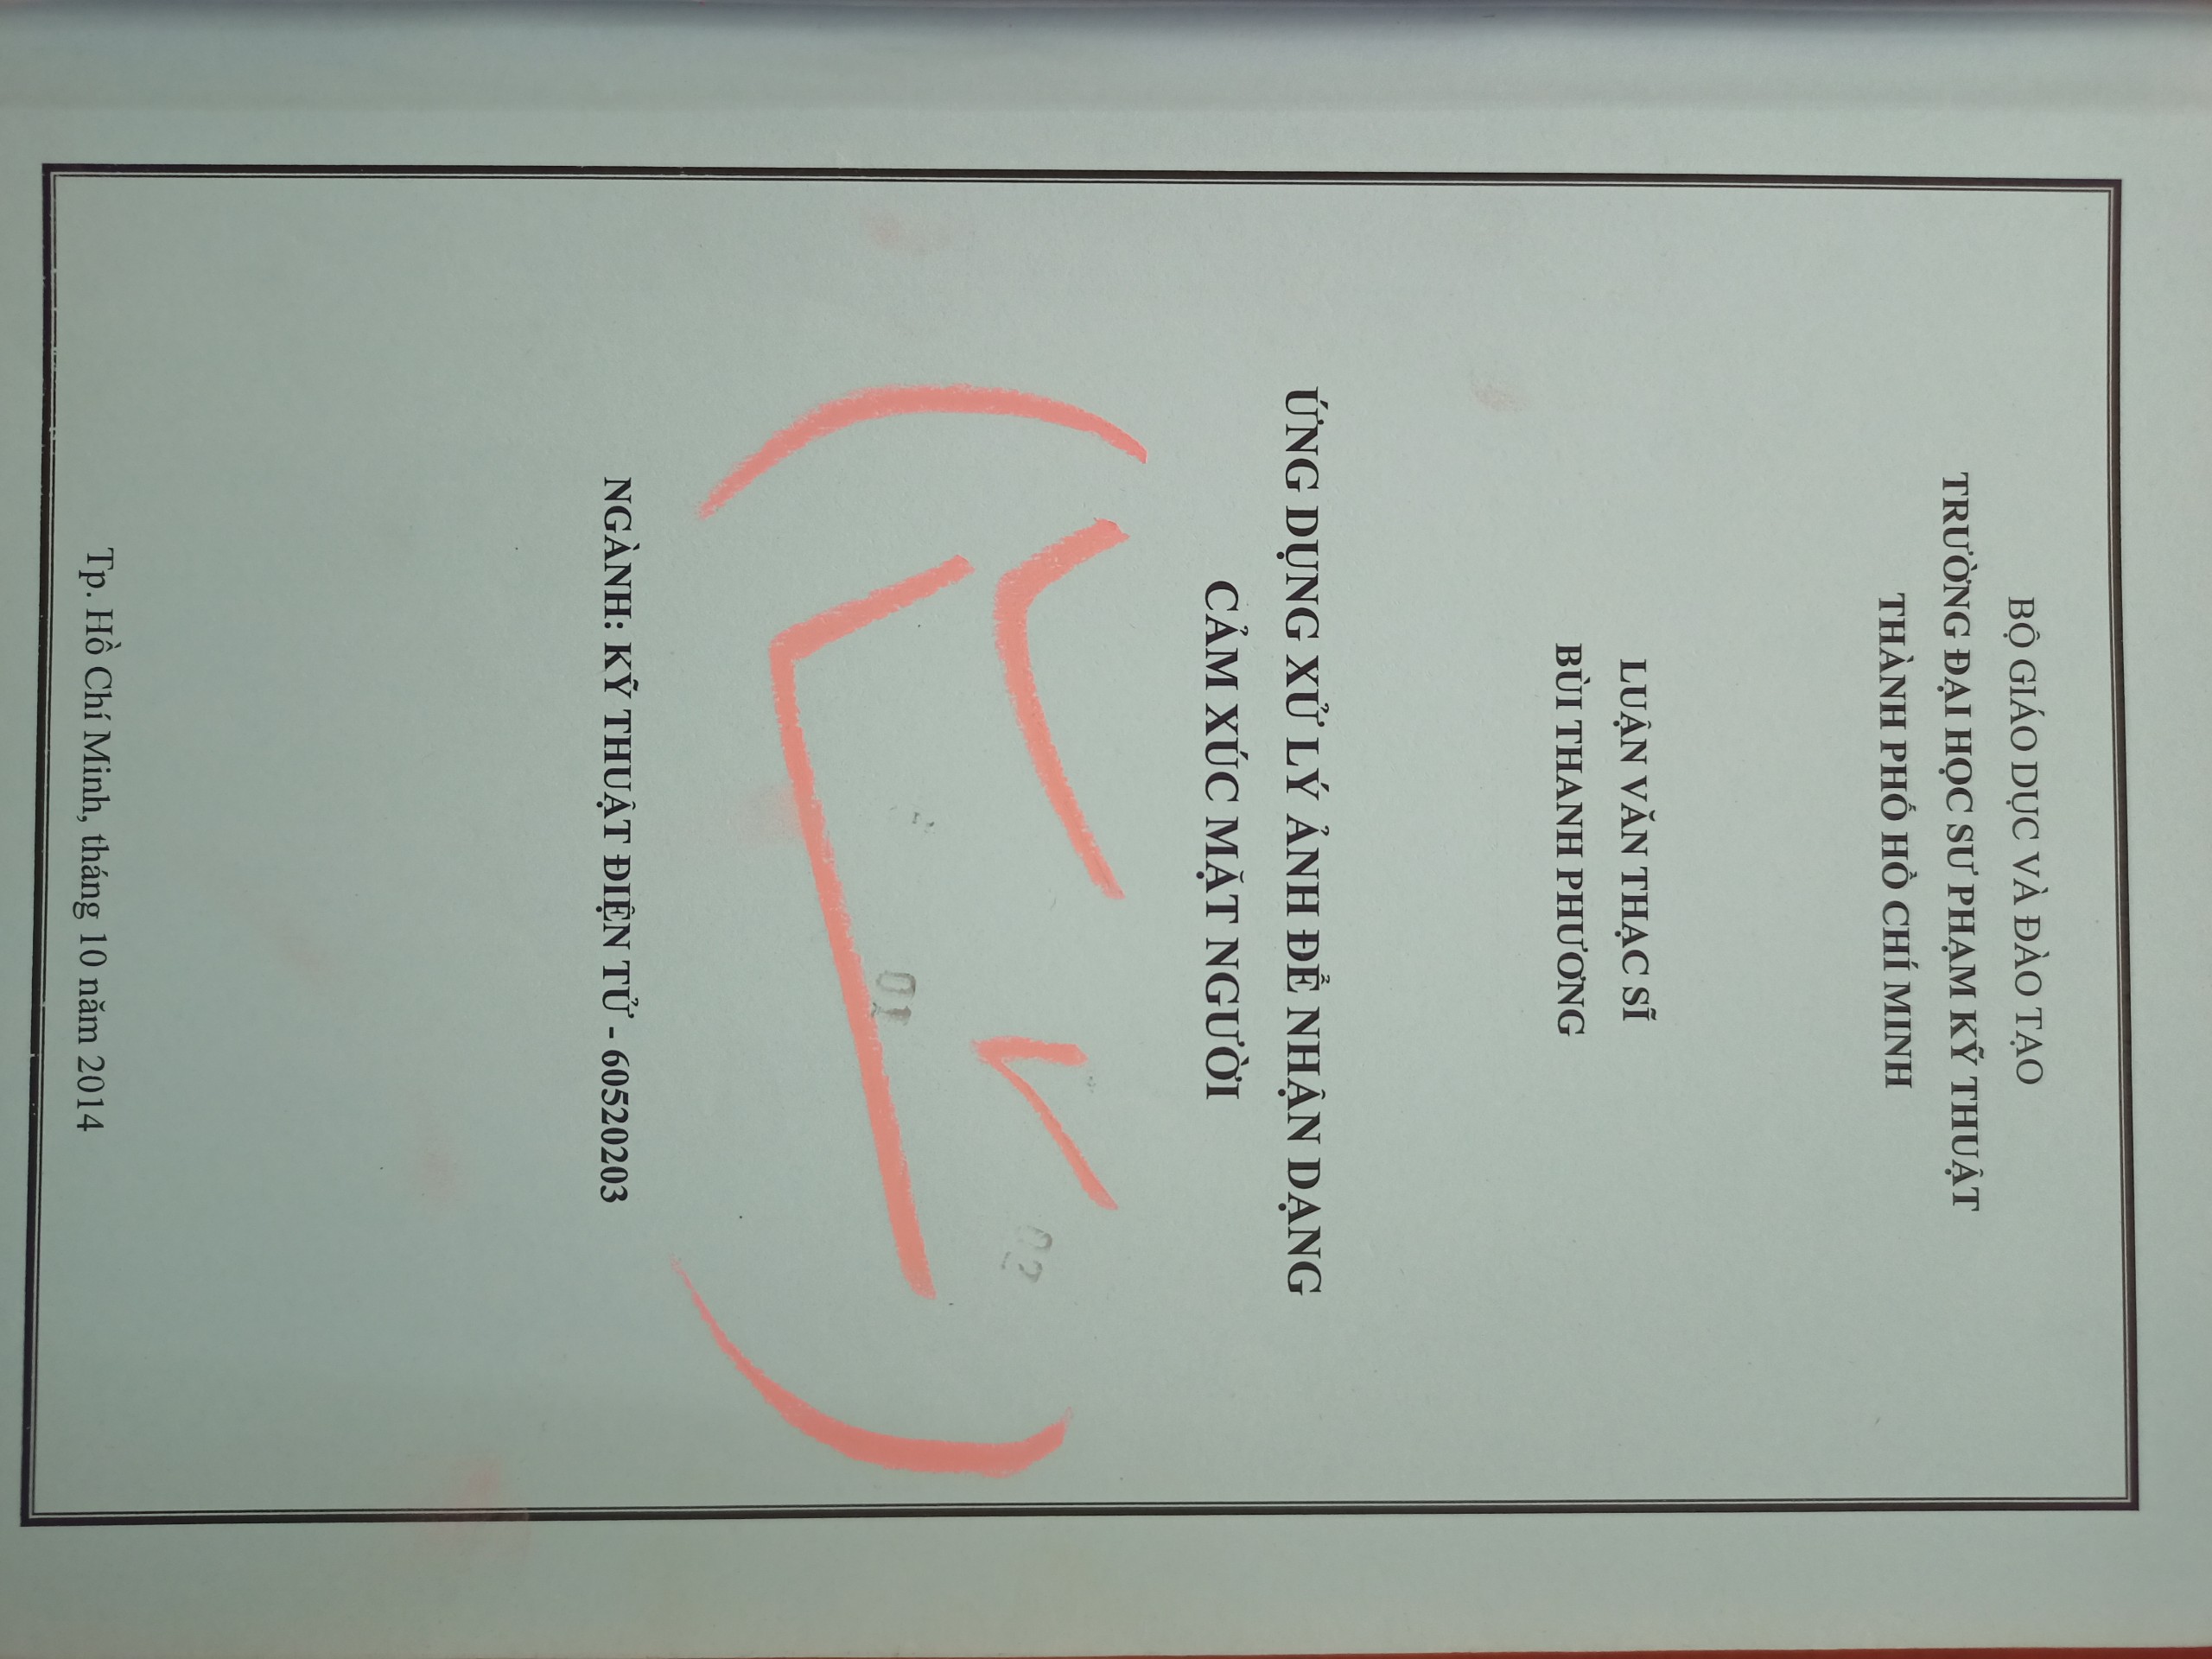 BỘ GIÁO DỤC VÀ ĐÀO TẠO
TRƯỜNG ĐẠI HỌC SƯ PHẠM KỸ THUẬT
THÀNH PHỐ HỒ CHÍ MINH
LUẬN VĂN THẠC SĨ
BÙI THANH PHƯƠNG
ỨNG DỤNG XỬ LÝ ẢNH ĐỂ NHẬN DẠNG
CẢM XÚC MẶT NGƯỜI
02
01
NGÀNH: KỸ THUẬT ĐIỆN TỬ - 60520203
Tp. Hồ Chí Minh, tháng 10 năm 2014